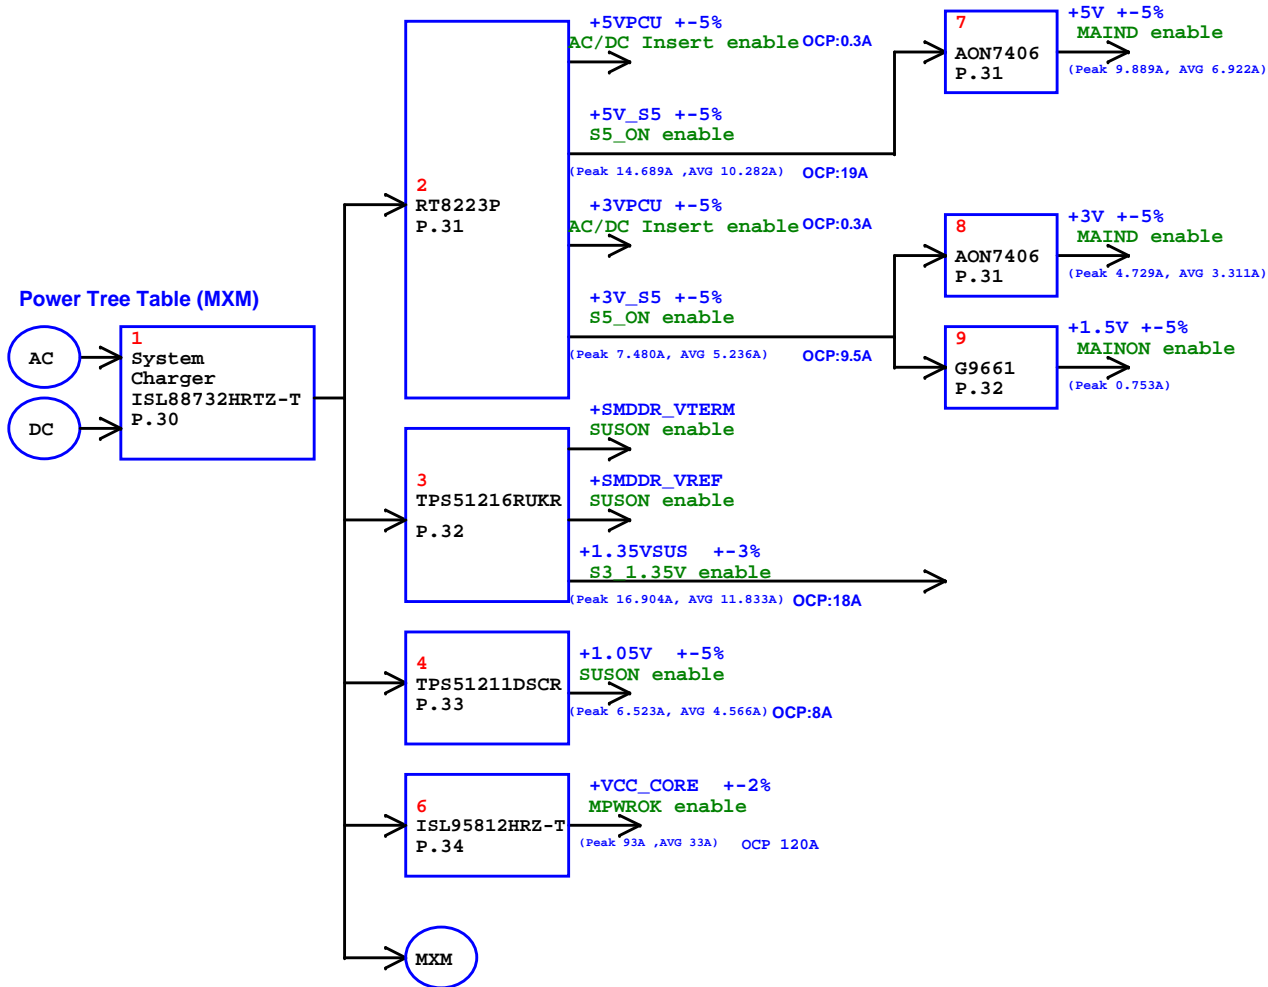 Power Tree Table (MXM)
AC
DC
1
System
Charger
ISL88732HRTZ-T
P.30
2
RT8223P
P.31
+5VPCU +-5%
AC/DC Insert enable OCP:0.3A
+5V_S5 +-5%
S5_ON enable
(Peak 14.689A ,AVG 10.282A) OCP:19A
+3VPCU +-5%
AC/DC Insert enable OCP:0.3A
+3V_S5 +-5%
S5_ON enable
(Peak 7.480A, AVG 5.236A) OCP:9.5A
7
AON7406
P.31
+5V +-5%
MAIND enable
(Peak 9.889A, AVG 6.922A)
8
AON7406
P.31
+3V +-5%
MAIND enable
(Peak 4.729A, AVG 3.311A)
9
G9661
P.32
+1.5V +-5%
MAINON enable
(Peak 0.753A)
3
TPS51216RUKR
P.32
+SMDDR_VTERM
SUSON enable
+SMDDR_VREF
SUSON enable
+1.35VSUS +-3%
S3_1.35V enable
(Peak 16.904A, AVG 11.833A) OCP:18A
4
TPS51211DSCR
P.33
+1.05V +-5%
SUSON enable
(Peak 6.523A, AVG 4.566A) OCP:8A
6
ISL95812HRZ-T
P.34
+VCC_CORE +-2%
MPWROK enable
(Peak 93A ,AVG 33A) OCP 120A
MXM